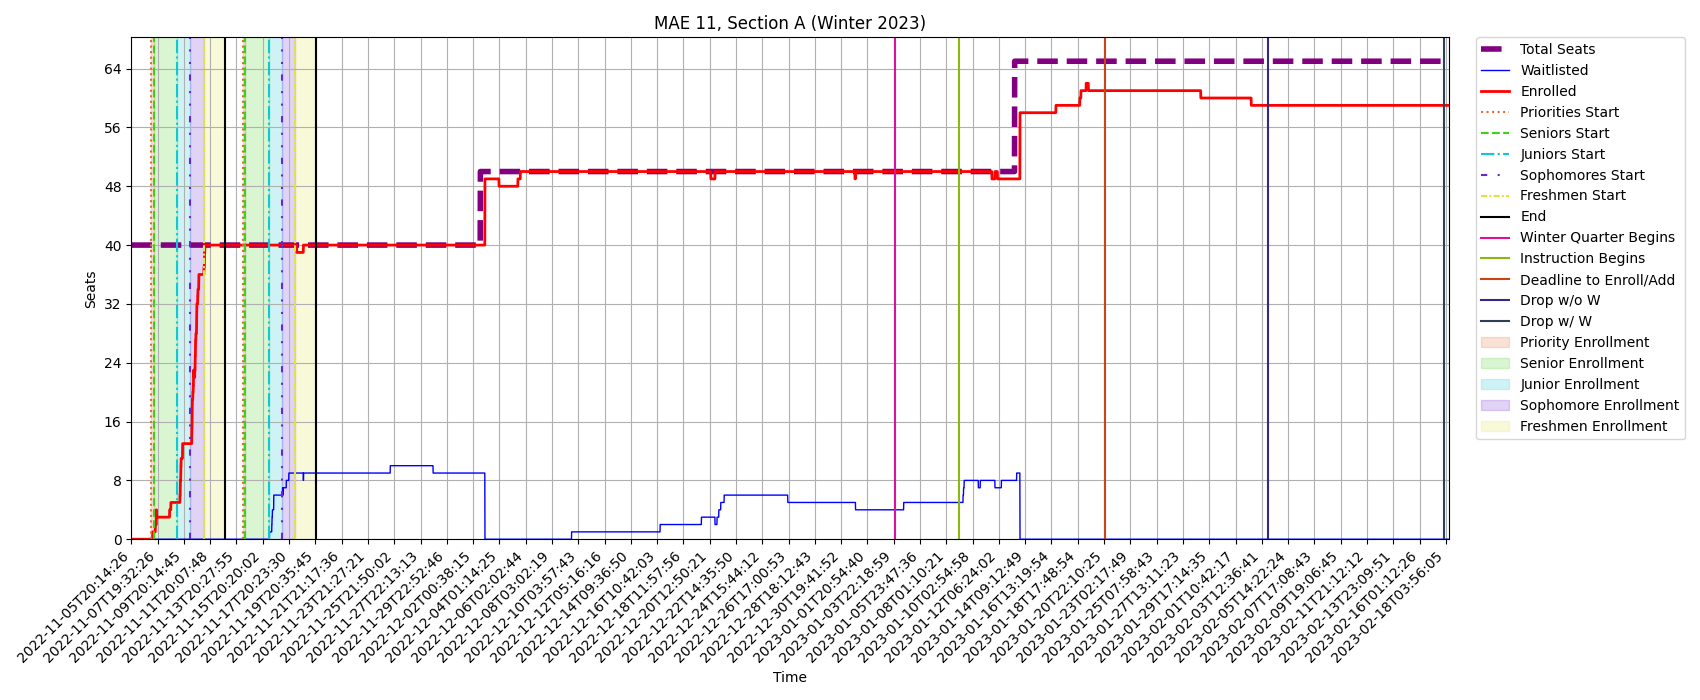 MAE 11, Section A (Winter 2023)
Seats
64
56
48
40
32
24
16
8
0
2022-11-05T20:14:26
2022-11-07T19:32:26
2022-11-09T20:14:45
2022-11-11T20:07:48
2022-11-13T20:27:55
2022-11-15T20:20:02
2022-11-17T20:23:30
2022-11-19T20:35:45
2022-11-21T21:17:36
2022-11-23T21:27:21
2022-11-25T21:50:02
2022-11-27T22:13:13
2022-11-29T22:52:46
2022-12-02T00:38:15
2022-12-04T01:14:25
2022-12-06T02:02:44
2022-12-08T03:02:19
2022-12-10T03:57:43
2022-12-12T05:16:16
2022-12-14T09:36:50
2022-12-16T10:42:03
2022-12-18T11:57:56
2022-12-20T12:50:21
2022-12-22T14:35:50
2022-12-24T15:44:12
2022-12-26T17:00:53
2022-12-28T18:12:43
2022-12-30T19:41:52
2023-01-01T20:54:40
2023-01-03T22:18:59
2023-01-05T23:47:36
2023-01-08T01:10:21
2023-01-10T02:54:58
2023-01-12T06:24:02
2023-01-14T09:12:49
2023-01-16T13:19:54
2023-01-18T17:48:54
2023-01-20T22:10:25
2023-01-23T02:17:49
2023-01-25T07:58:43
2023-01-27T13:11:23
2023-01-29T17:14:35
2023-02-01T10:42:17
2023-02-03T12:36:41
2023-02-05T14:22:24
2023-02-07T17:08:43
2023-02-09T19:06:45
2023-02-11T21:12:12
2023-02-13T23:09:51
2023-02-16T01:12:26
2023-02-18T03:56:05
Time
Total Seats
Waitlisted
Enrolled
Priorities Start
Seniors Start
Juniors Start
Sophomores Start
Freshmen Start
End
Winter Quarter Begins
Instruction Begins
Deadline to Enroll/Add
Drop w/o W
Drop w/ W
Priority Enrollment
Senior Enrollment
Junior Enrollment
Sophomore Enrollment
Freshmen Enrollment